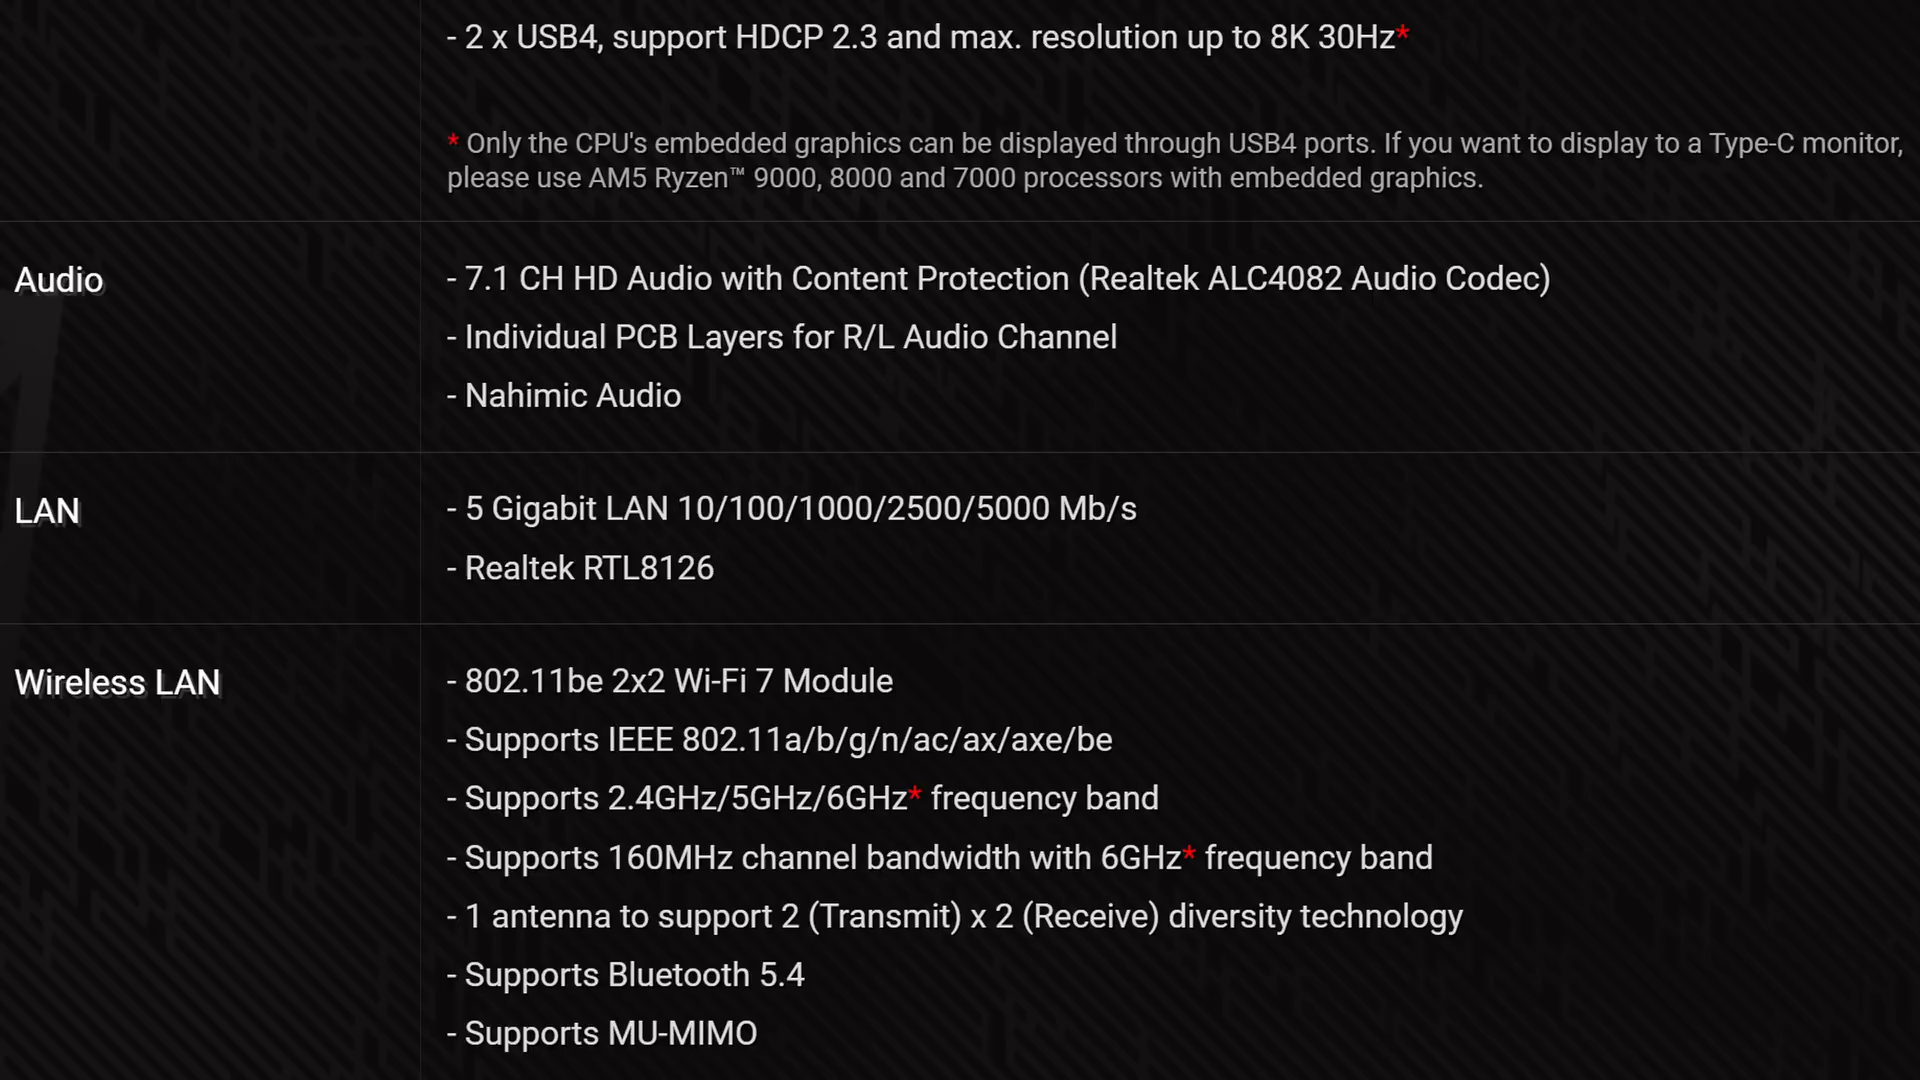 - 2 x USB4, support HDCP 2.3 and max. resolution up to 8K 30Hz*
* Only the CPU's embedded graphics can be displayed through USB4 ports. If you want to display to a Type-C monitor,
please use AM5 Ryzen™ 9000, 8000 and 7000 processors with embedded graphics.
Audio
- 7.1 CH HD Audio with Content Protection (Realtek ALC4082 Audio Codec)
- Individual PCB Layers for R/L Audio Channel
- Nahimic Audio
LAN
- 5 Gigabit LAN 10/100/1000/2500/5000 Mb/s
- Realtek RTL8126
Wireless LAN
- 802.11be 2x2 Wi-Fi 7 Module
- Supports IEEE 802.11a/b/g/n/ac/ax/axe/be
- Supports 2.4GHz/5GHz/6GHz* frequency band
- Supports 160MHz channel bandwidth with 6GHz* frequency band
- 1 antenna to support 2 (Transmit) x 2 (Receive) diversity technology
- Supports Bluetooth 5.4
- Supports MU-MIMO